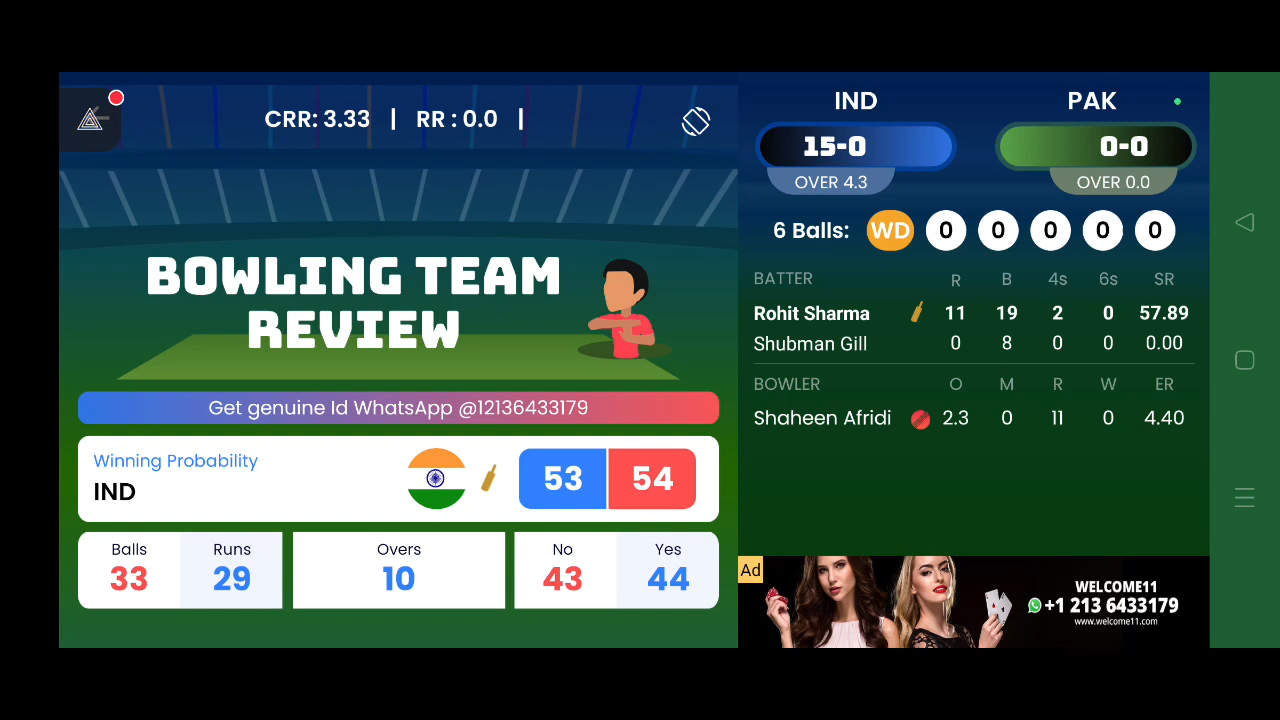 CRR: 3.33 | RR : 0.0 |
BOWLING TEAM
REVIEW
Get genuine Id WhatsApp @12136433179
Winning Probability
IND
53 54
Balls Runs Overs No Yes
33 29 10 43 44
IND PAK
15-0 0-0
OVER 4.3 OVER 0.0
6 Balls: WD 0 0 0 0 0
BATTER R B 4s 6s SR
Rohit Sharma 11 19 2 0 57.89
Shubman Gill 0 8 0 0 0.00
BOWLER O M R W ER
Shaheen Afridi 2.3 0 11 0 4.40
Ad
WELCOME11
+1 213 6433179
www.welcome11.com